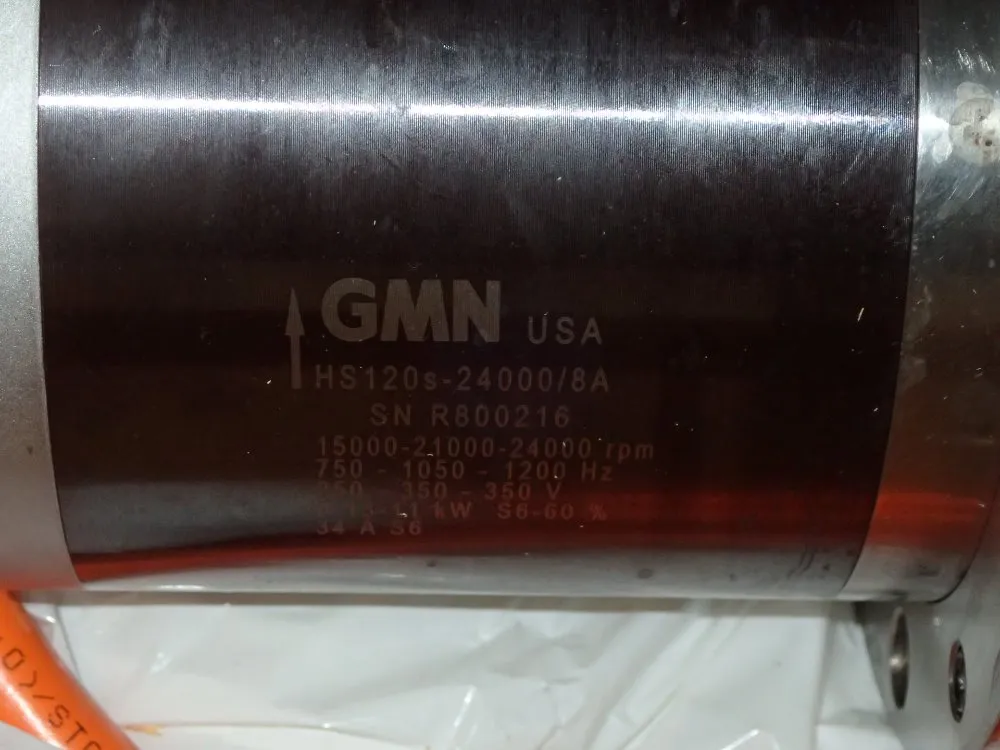 GMN USA
HS120s-24000/8A
SN R800216
15000-21000-24000 rpm
750 - 1050 - 1200 Hz
350 - 350 V
kW S6-60 %
34 A S6